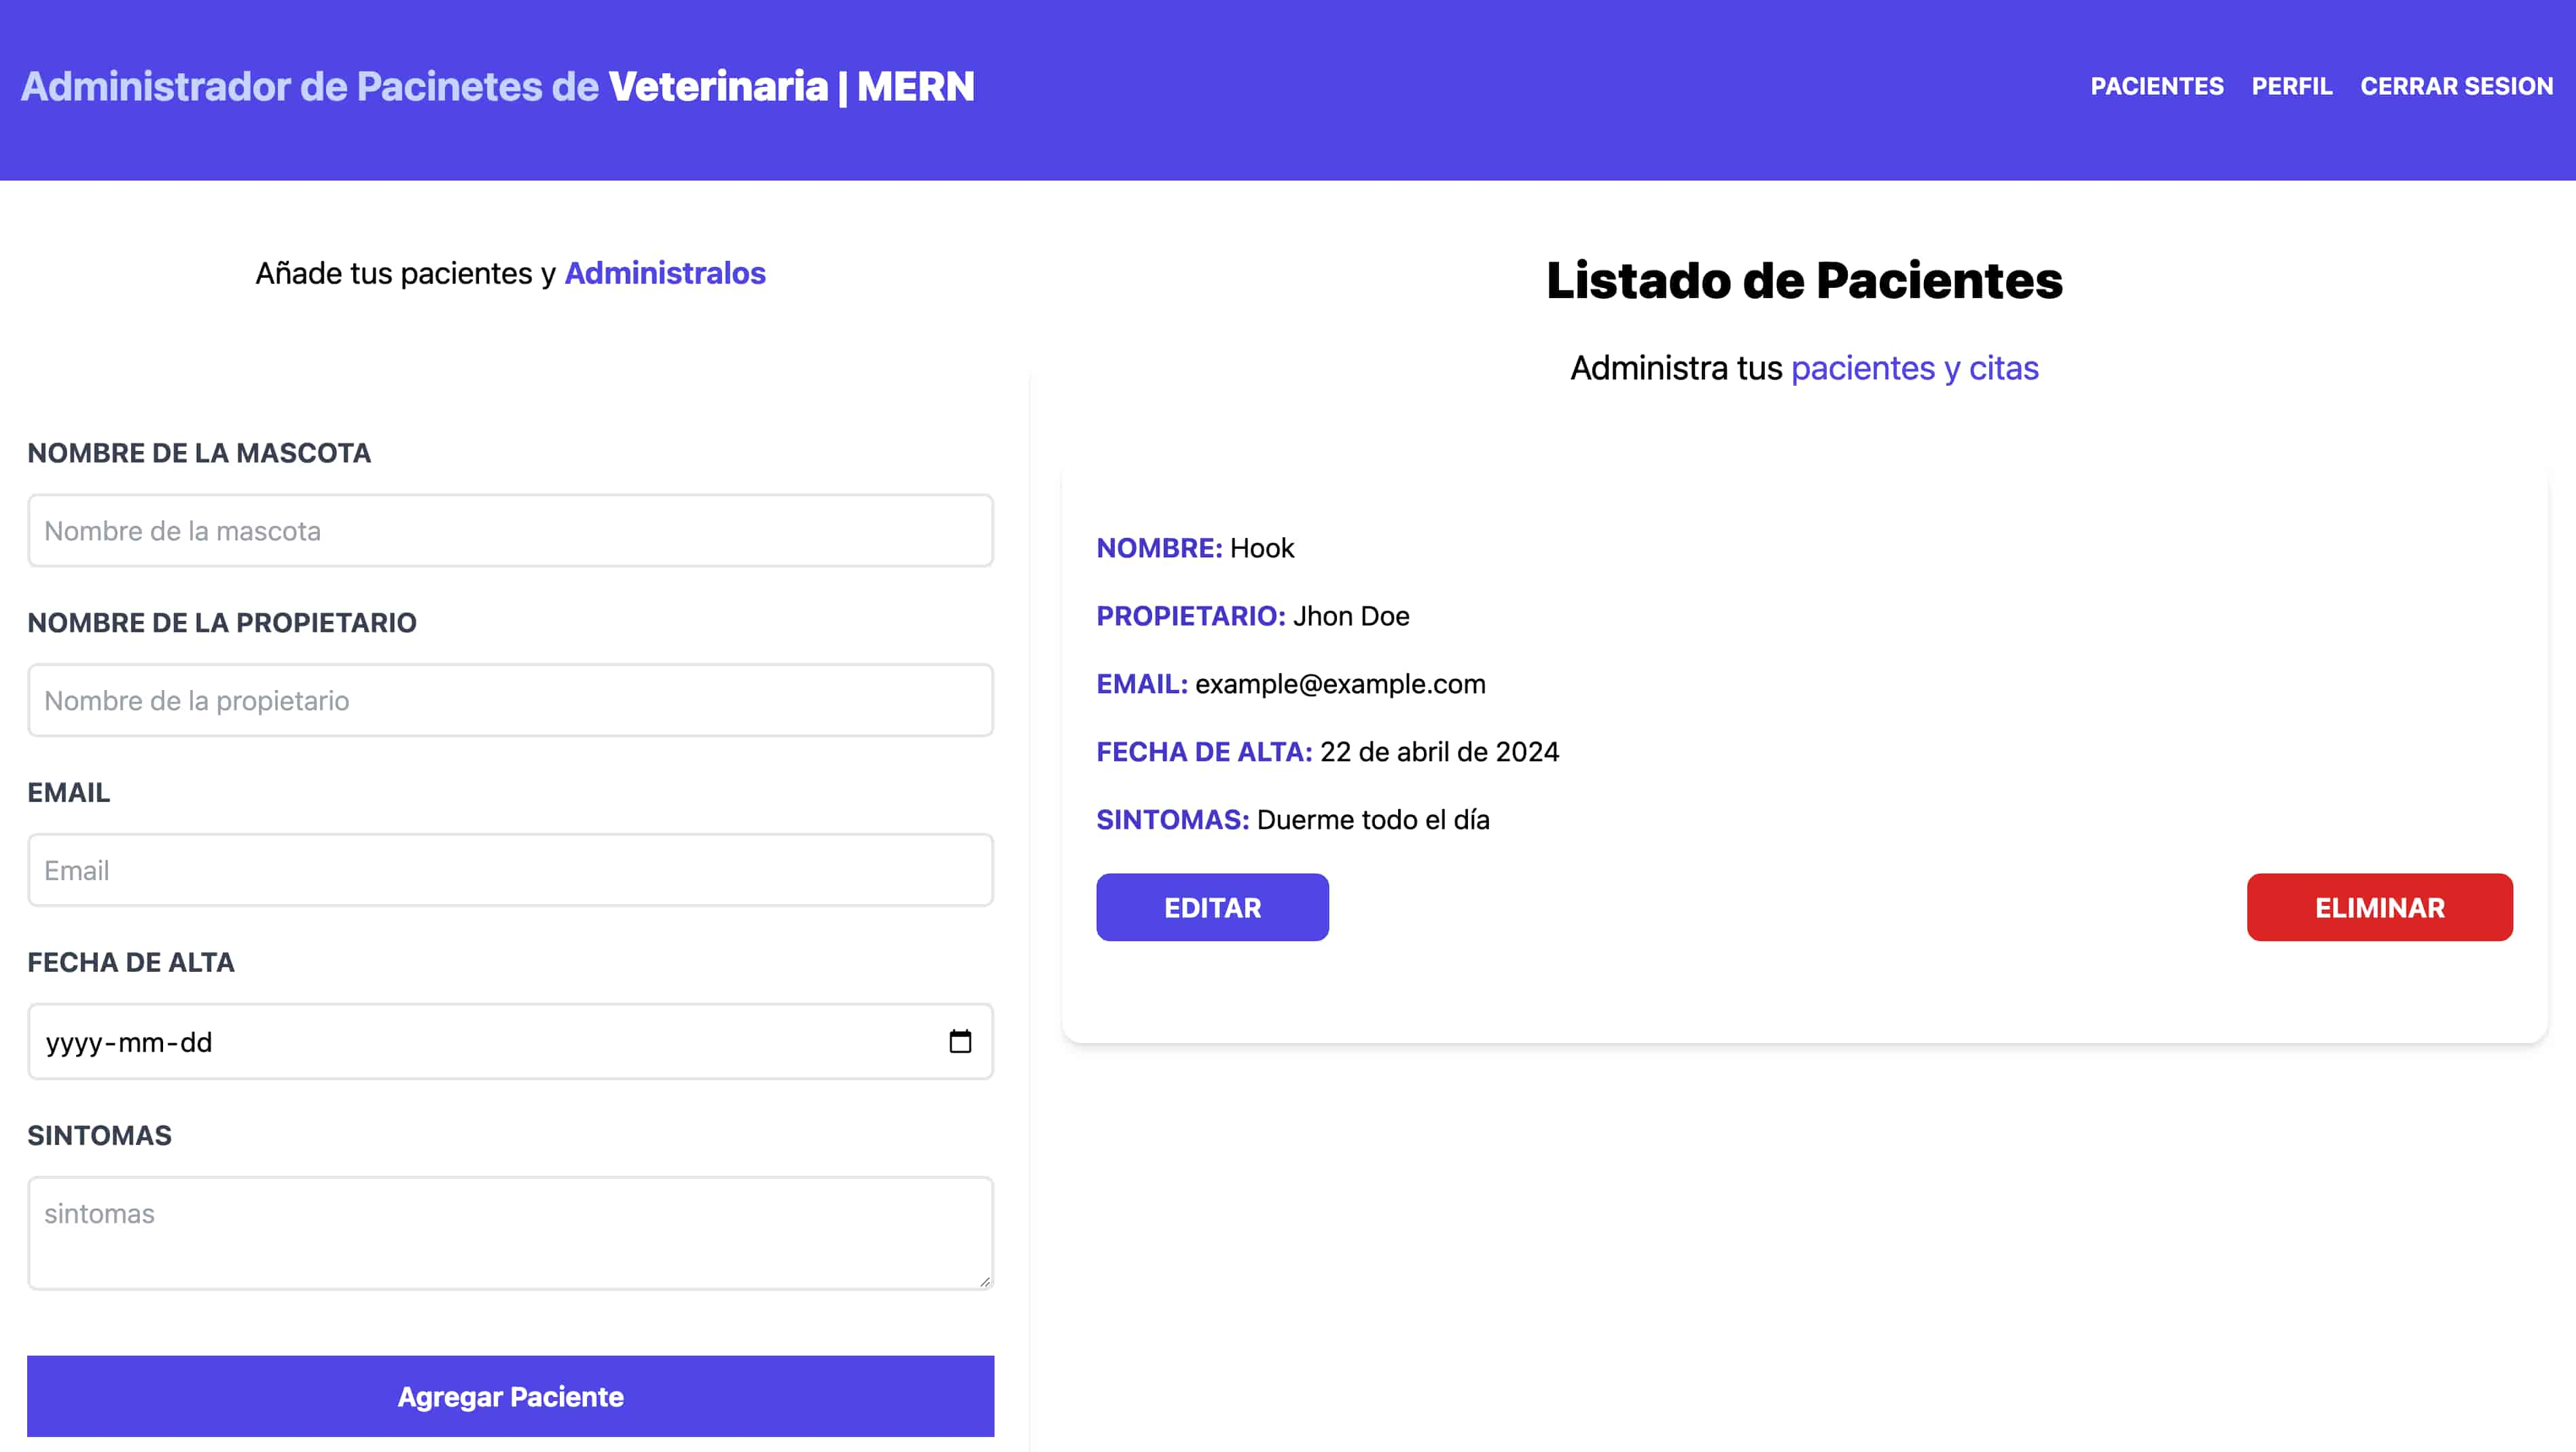 Administrador de Pacinetes de Veterinaria | MERN
PACIENTES PERFIL CERRAR SESION
Añade tus pacientes y Administralos
NOMBRE DE LA MASCOTA
Nombre de la mascota
NOMBRE DE LA PROPIETARIO
Nombre de la propietario
EMAIL
Email
FECHA DE ALTA
yyyy-mm-dd
SINTOMAS
sintomas
Agregar Paciente
Listado de Pacientes
Administra tus pacientes y citas
NOMBRE: Hook
PROPIETARIO: Jhon Doe
EMAIL: example@example.com
FECHA DE ALTA: 22 de abril de 2024
SINTOMAS: Duerme todo el día
EDITAR
ELIMINAR